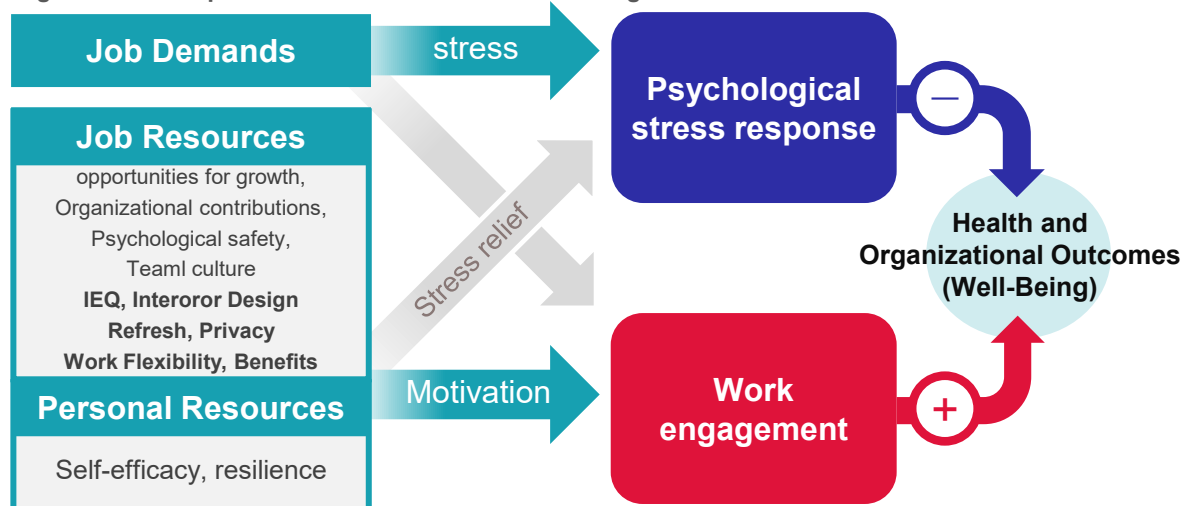 Job Demands
stress
Job Resources
opportunities for growth,
Organizational contributions,
Psychological safety,
Teaml culture
IEQ, Interoror Design
Refresh, Privacy
Work Flexibility, Benefits
Personal Resources
Self-efficacy, resilience
Stress relief
Motivation
Psychological
stress response
−
Work
engagement
+
Health and
Organizational Outcomes
(Well-Being)